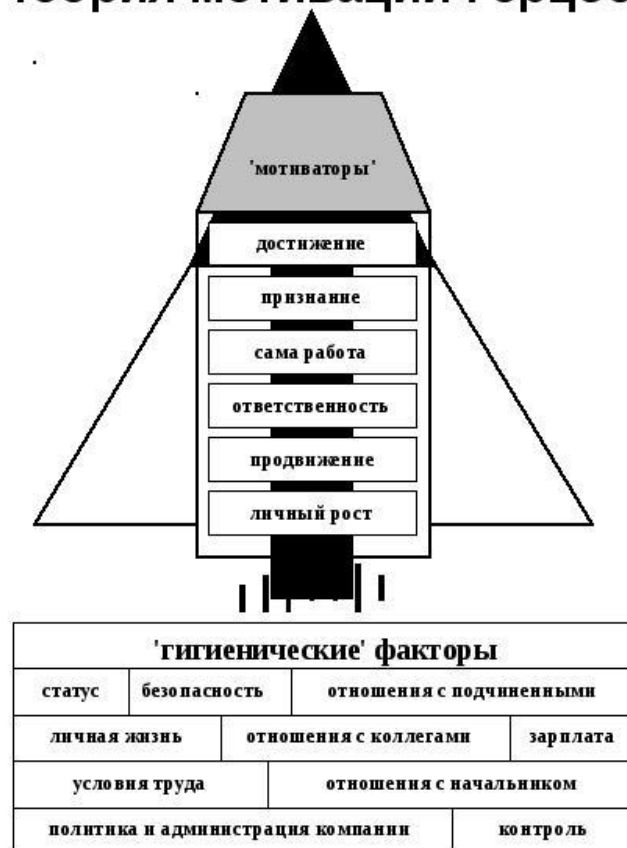 'мотиваторы'
достижение
признание
сама работа
ответственность
продвижение
личный рост
'гигиенические' факторы
статус безопасность отношения с подчиненными
личная жизнь отношения с коллегами зарплата
условия труда отношения с начальником
политика и администрация компании контроль